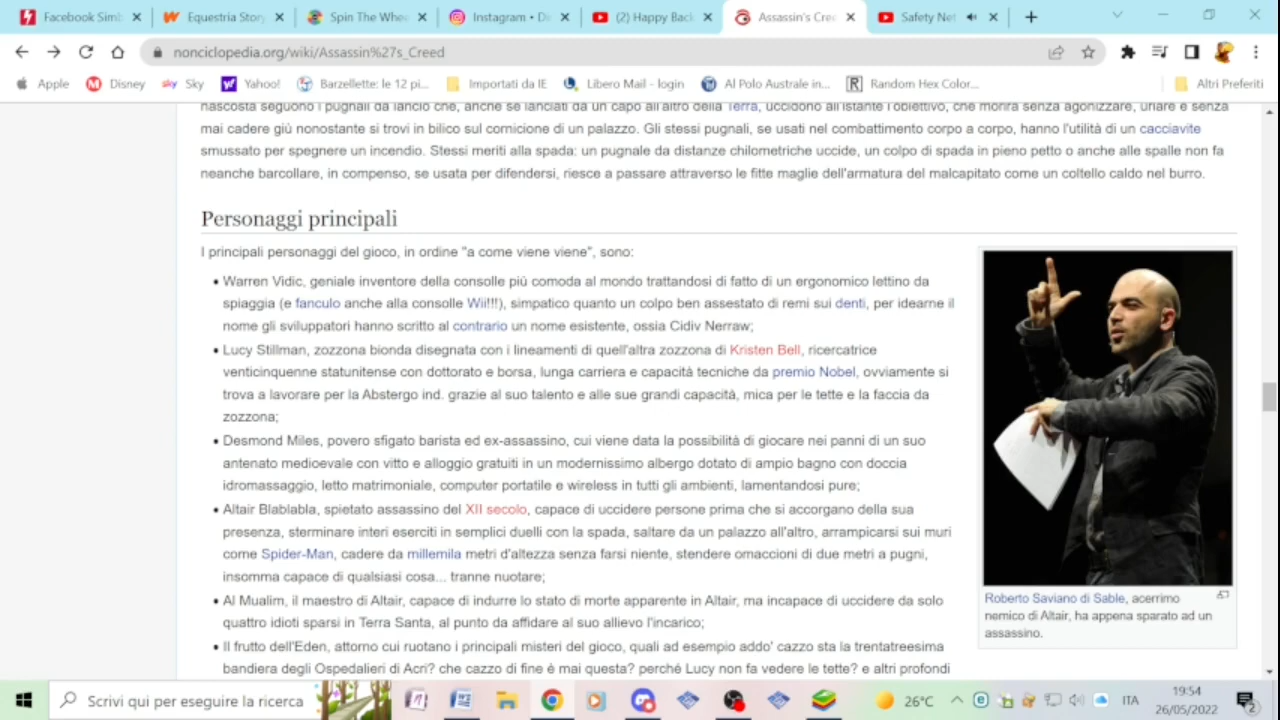 Facebook Simb
Equestria Story
Spin The Whee
Instagram • Di
(2) Happy Back
Assassin's Cree
Safety Net
nonciclopedia.org/wiki/Assassin%27s_Creed
Apple
Disney
Sky
Yahoo!
Barzellette: le 12 pi...
Importati da IE
Libero Mail - login
Al Polo Australe in...
Random Hex Color...
Altri Preferiti
nascosta seguono i pugnali da lancio che, anche se lanciati da un capo all'altro della Terra, uccidono all'istante l'obiettivo, che morirà senza agonizzare, urlare e senza
mai cadere giù nonostante si trovi in bilico sul cornicione di un palazzo. Gli stessi pugnali, se usati nel combattimento corpo a corpo, hanno l'utilità di un cacciavite
smussato per spegnere un incendio. Stessi meriti alla spada: un pugnale da distanze chilometriche uccide, un colpo di spada in pieno petto o anche alle spalle non fa
neanche barcollare, in compenso, se usata per difendersi, riesce a passare attraverso le fitte maglie dell'armatura del malcapitato come un coltello caldo nel burro.
Personaggi principali
I principali personaggi del gioco, in ordine "a come viene viene", sono:
• Warren Vidic, geniale inventore della consolle più comoda al mondo trattandosi di fatto di un ergonomico lettino da
spiaggia (e fanculo anche alla consolle Wii!!!), simpatico quanto un colpo ben assestato di remi sui denti, per idearne il
nome gli sviluppatori hanno scritto al contrario un nome esistente, ossia Cidiv Nerraw;
• Lucy Stillman, zozzona bionda disegnata con i lineamenti di quell'altra zozzona di Kristen Bell, ricercatrice
venticinquenne statunitense con dottorato e borsa, lunga carriera e capacità tecniche da premio Nobel, ovviamente si
trova a lavorare per la Abstergo ind. grazie al suo talento e alle sue grandi capacità, mica per le tette e la faccia da
zozzona;
• Desmond Miles, povero sfigato barista ed ex-assassino, cui viene data la possibilità di giocare nei panni di un suo
antenato medioevale con vitto e alloggio gratuiti in un modernissimo albergo dotato di ampio bagno con doccia
idromassaggio, letto matrimoniale, computer portatile e wireless in tutti gli ambienti, lamentandosi pure;
• Altair Blablabla, spietato assassino del XII secolo, capace di uccidere persone prima che si accorgano della sua
presenza, sterminare interi eserciti in semplici duelli con la spada, saltare da un palazzo all'altro, arrampicarsi sui muri
come Spider-Man, cadere da millemila metri d'altezza senza farsi niente, stendere omaccioni di due metri a pugni,
insomma capace di qualsiasi cosa... tranne nuotare;
• Al Mualim, il maestro di Altair, capace di indurre lo stato di morte apparente in Altair, ma incapace di uccidere da solo
quattro idioti sparsi in Terra Santa, al punto da affidare al suo allievo l'incarico;
• Il frutto dell'Eden, attorno cui ruotano i principali misteri del gioco, quali ad esempio addo' cazzo sta la trentatreesima
bandiera degli Ospedalieri di Acri? che cazzo di fine è mai questa? perché Lucy non fa vedere le tette? e altri profondi
Roberto Saviano di Sable, acerrimo
nemico di Altair, ha appena sparato ad un
assassino.
Scrivi qui per eseguire la ricerca
26°C
ITA
19:54
26/05/2022
2